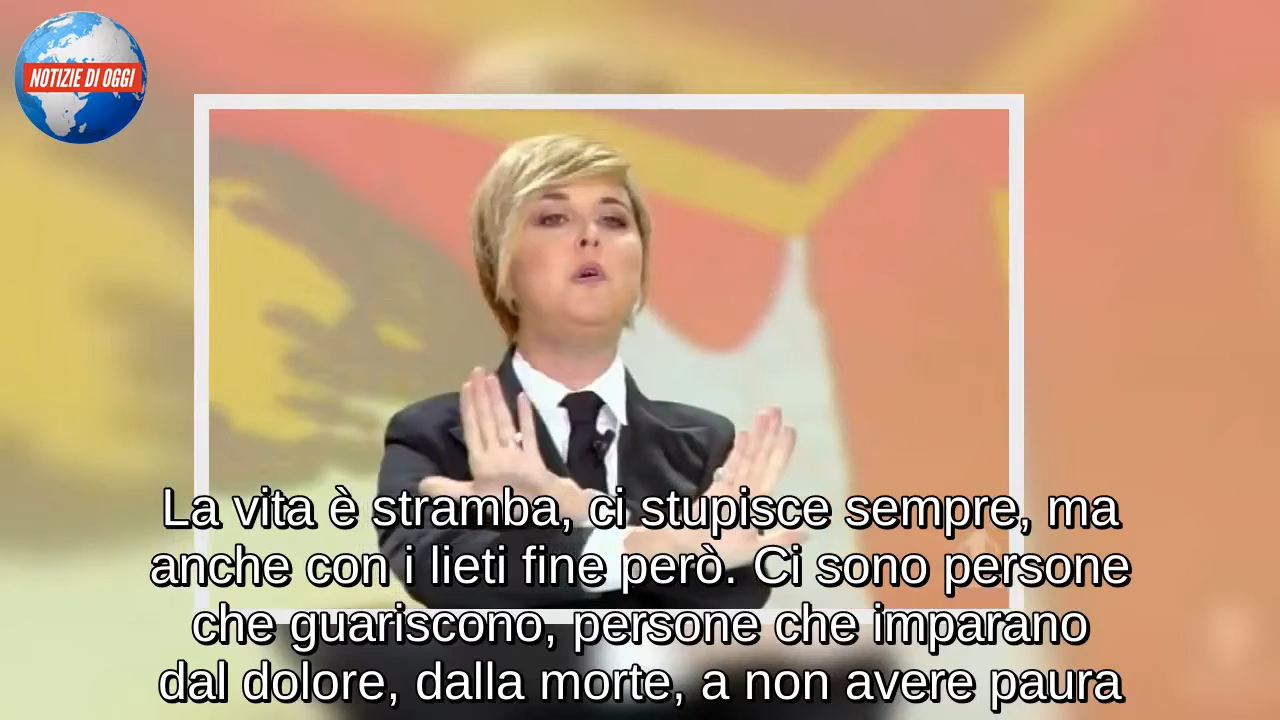 NOTIZIE DI OGGI
La vita è stramba, ci stupisce sempre, ma
anche con i lieti fine però. Ci sono persone
che guariscono, persone che imparano
dal dolore, dalla morte, a non avere paura